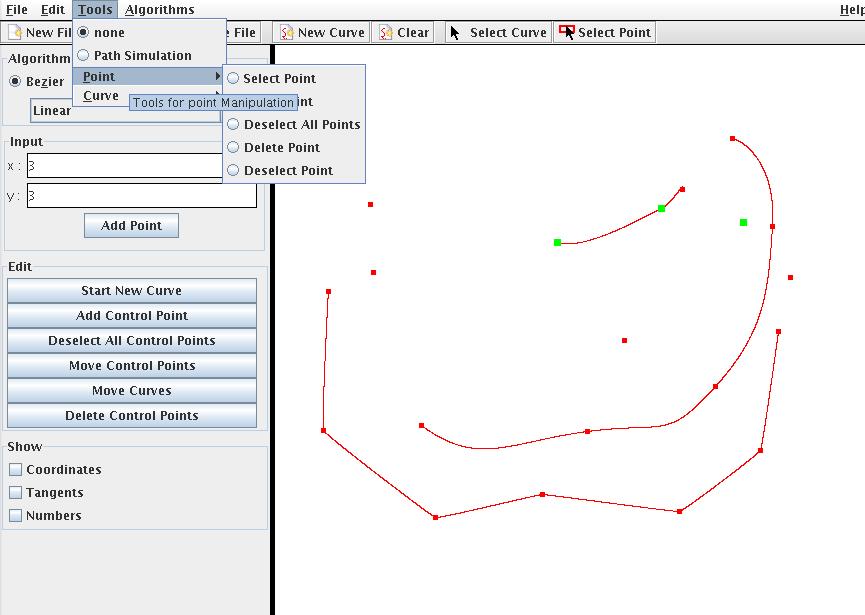 File Edit Tools Algorithms Help
New Fil e File New Curve Clear Select Curve Select Point
none
Path Simulation
Point
Curve
Tools for point Manipulation
Select Point
nt
Deselect All Points
Delete Point
Deselect Point
Algorithm
Bezier
Linear
Input
x : 3
y : 3
Add Point
Edit
Start New Curve
Add Control Point
Deselect All Control Points
Move Control Points
Move Curves
Delete Control Points
Show
Coordinates
Tangents
Numbers